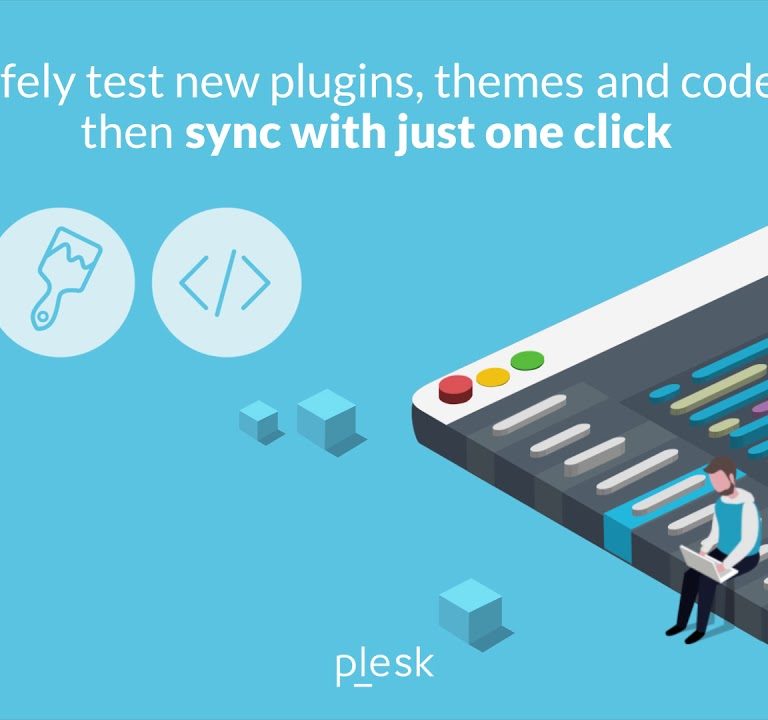 fely test new plugins, themes and code
then sync with just one click
plesk